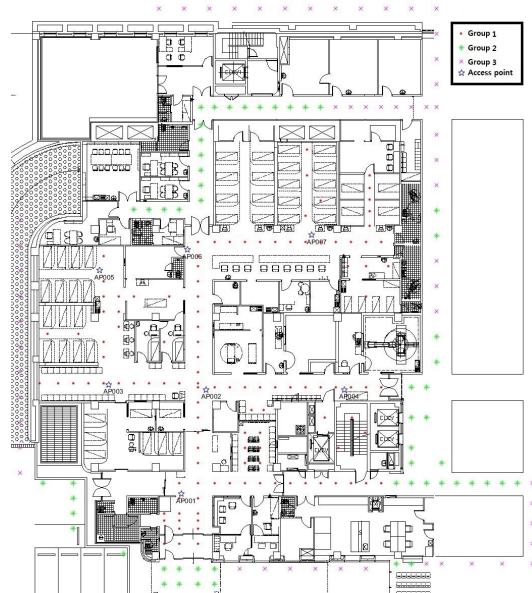 Group 1
Group 2
Group 3
Access point
AP006
AP007
AP005
AP003
AP002
AP004
AP001